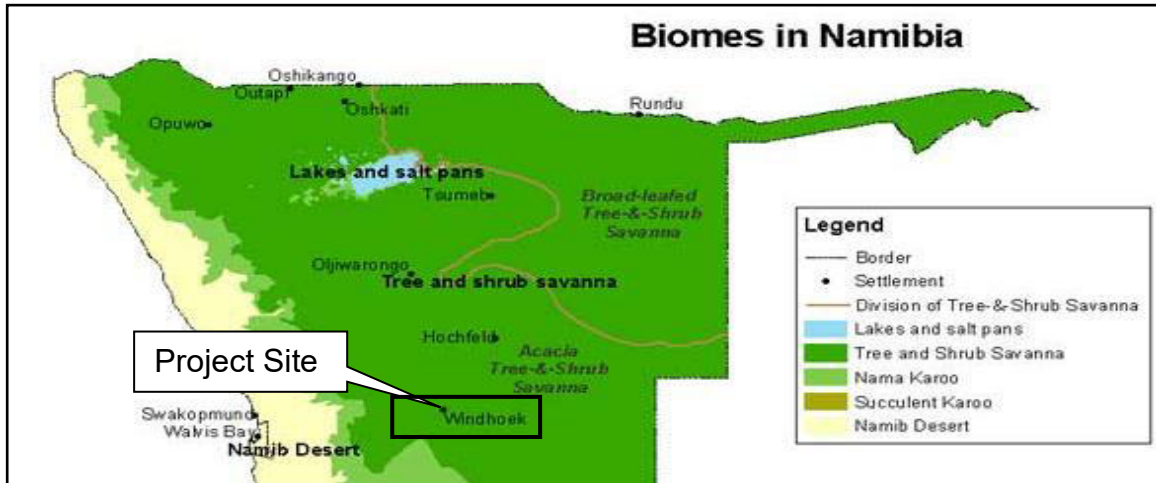 Biomes in Namibia
Oshikango
Outapi
Oshkati
Rundu
Opuwo
Lakes and salt pans
Tsumeb
Broad-leafed
Tree-&-Shrub
Savanna
Otjiwarongo
Tree and shrub savanna
Hochfeld
Acacia
Tree-&-Shrub
Savanna
Project Site
Windhoek
Swakopmund
Walvis Bay
Namib Desert
Legend
Border
Settlement
Division of Tree-&-Shrub Savanna
Lakes and salt pans
Tree and Shrub Savanna
Nama Karoo
Succulent Karoo
Namib Desert